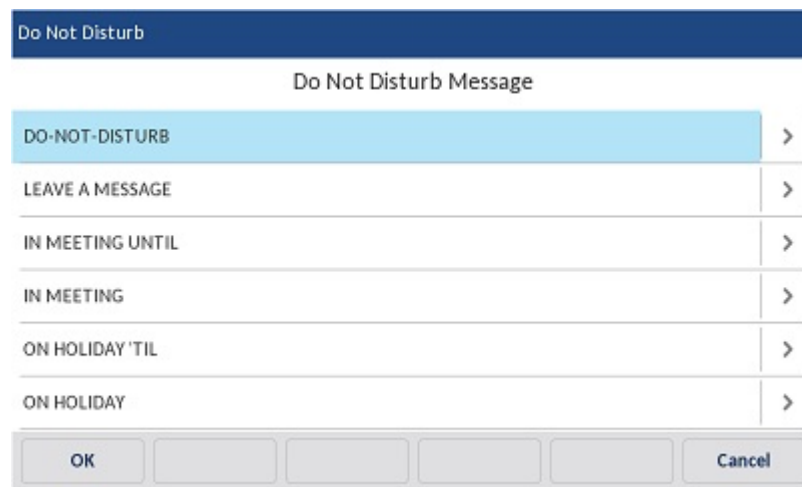 Do Not Disturb
Do Not Disturb Message
DO-NOT-DISTURB
LEAVE A MESSAGE
IN MEETING UNTIL
IN MEETING
ON HOLIDAY 'TIL
ON HOLIDAY
OK Cancel